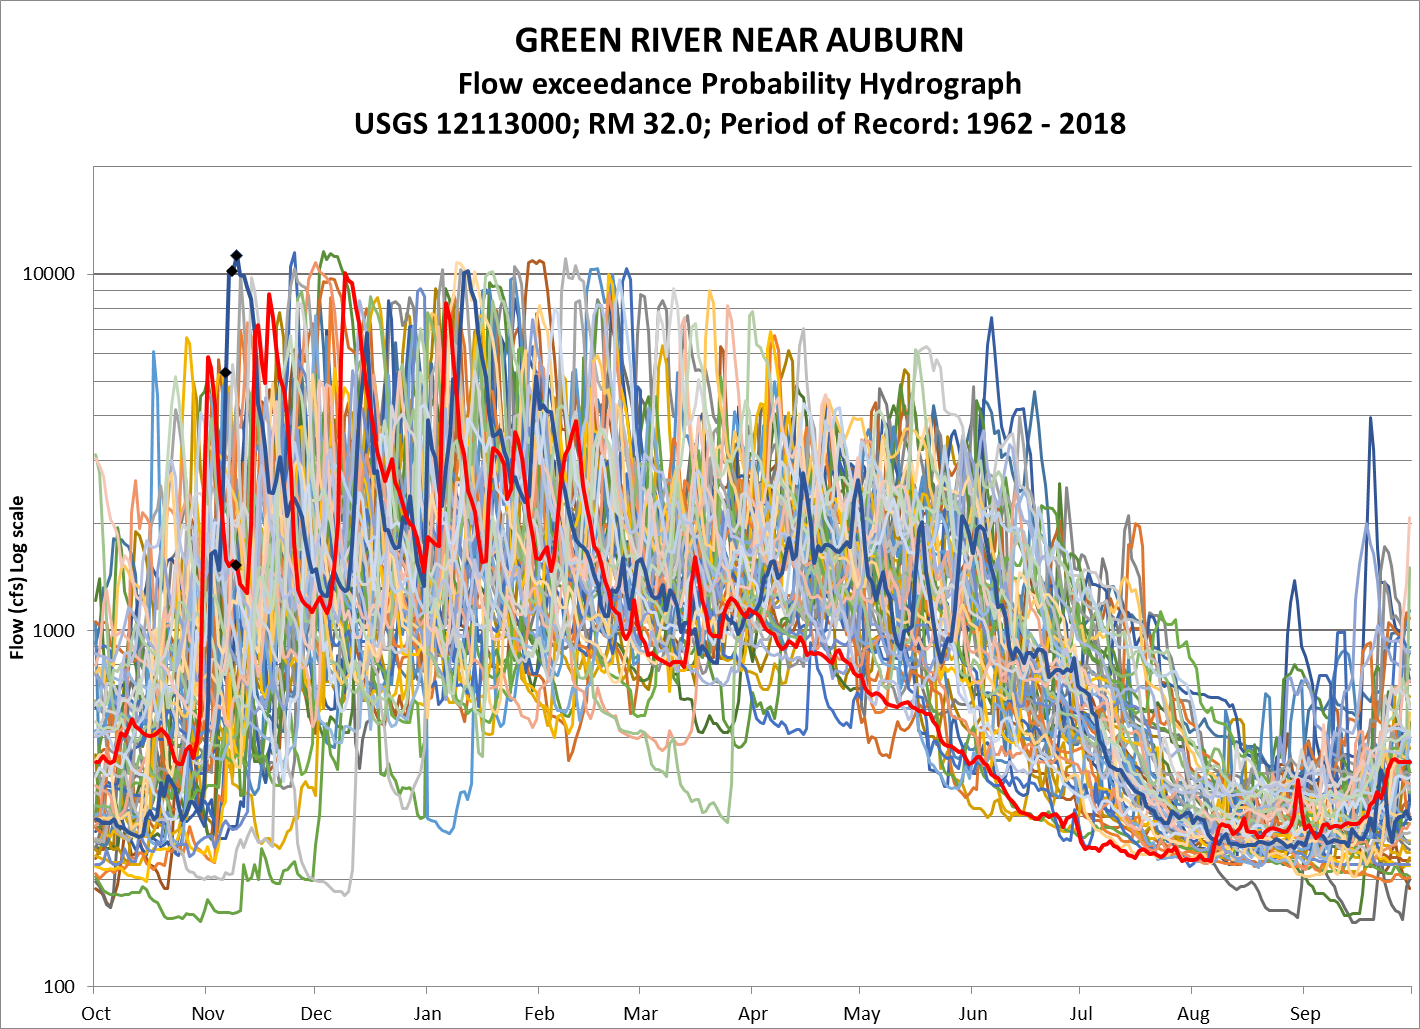 GREEN RIVER NEAR AUBURN
Flow exceedance Probability Hydrograph
USGS 12113000; RM 32.0; Period of Record: 1962 - 2018
Flow (cfs) Log scale
10000
1000
100
Oct Nov Dec Jan Feb Mar Apr May Jun Jul Aug Sep